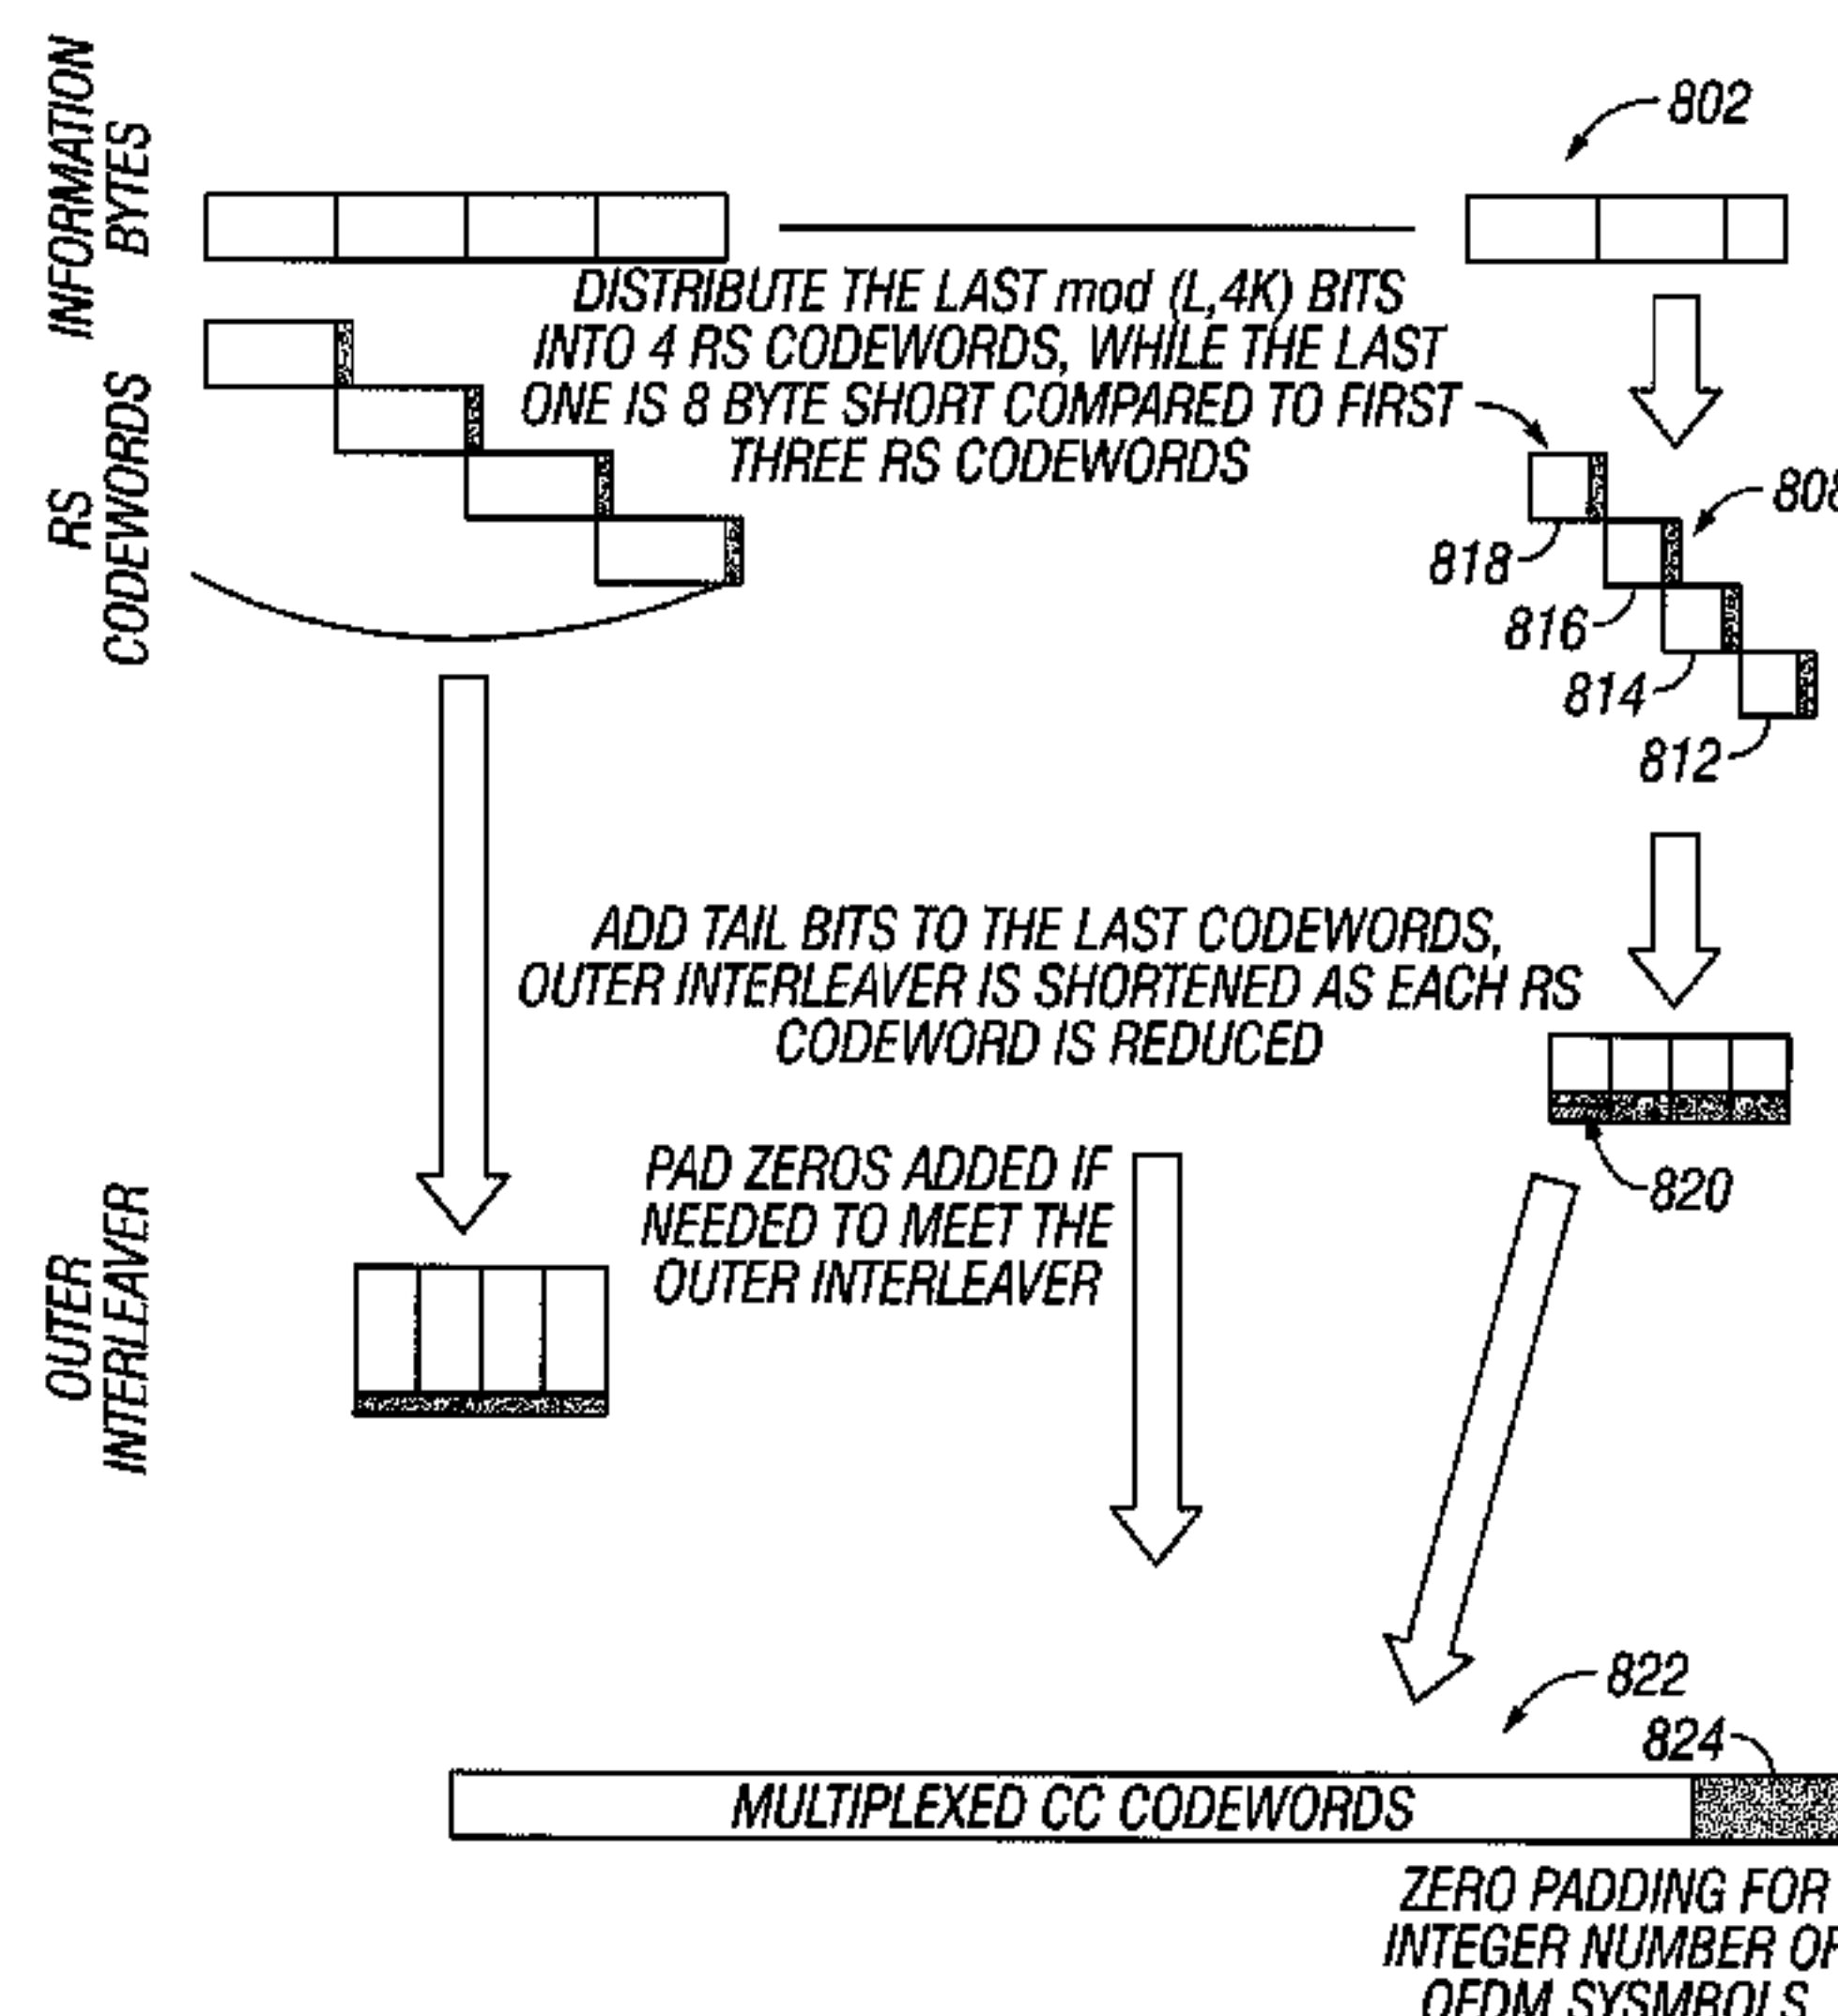 INFORMATION
BYTES
802
DISTRIBUTE THE LAST mod (L,4K) BITS
INTO 4 RS CODEWORDS, WHILE THE LAST
ONE IS 8 BYTE SHORT COMPARED TO FIRST
THREE RS CODEWORDS
RS
CODEWORDS
808
818
816
814
812
ADD TAIL BITS TO THE LAST CODEWORDS,
OUTER INTERLEAVER IS SHORTENED AS EACH RS
CODEWORD IS REDUCED
820
PAD ZEROS ADDED IF
NEEDED TO MEET THE
OUTER INTERLEAVER
OUTER
INTERLEAVER
822
824
MULTIPLEXED CC CODEWORDS
ZERO PADDING FOR
INTEGER NUMBER OF
OFDM SYSMBOLS